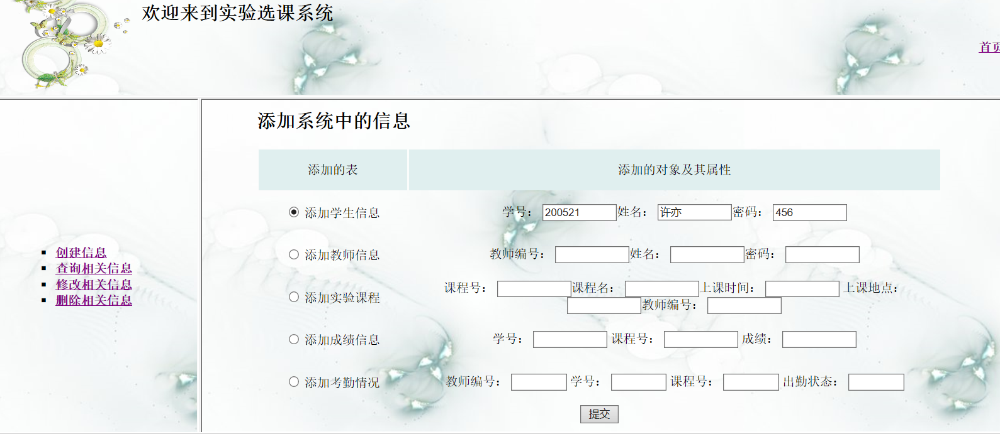 欢迎来到实验选课系统
首页
创建信息
查询相关信息
修改相关信息
删除相关信息
添加系统中的信息
添加的表 添加的对象及其属性
添加学生信息 学号： 200521 姓名： 许亦 密码： 456
添加教师信息 教师编号： 姓名： 密码：
添加实验课程 课程号： 课程名： 上课时间： 上课地点：
教师编号：
添加成绩信息 学号： 课程号： 成绩：
添加考勤情况 教师编号： 学号： 课程号： 出勤状态：
提交